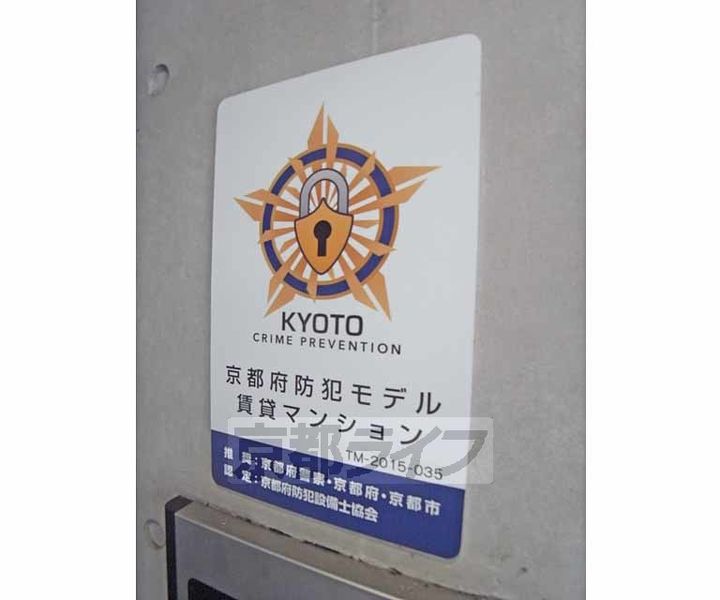 KYOTO
CRIME PREVENTION
京都府防犯モデル
賃貸マンション
TM-2015-035
推奨:京都府警察・京都府・京都市
認定:京都府防犯設備士協会
京都ライフ